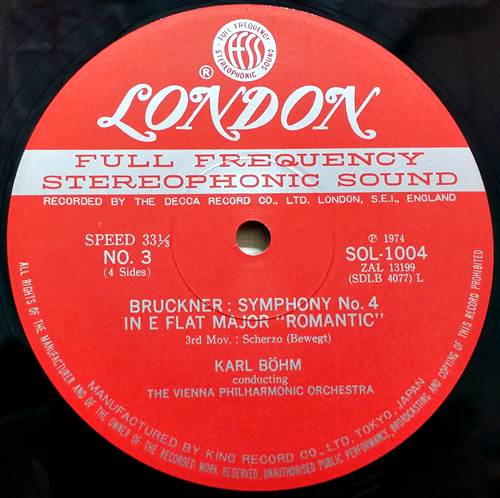 FULL FREQUENCY
ffss
STEREOPHONIC SOUND
®
LONDON
FULL FREQUENCY
STEREOPHONIC SOUND
RECORDED BY THE DECCA RECORD CO., LTD. LONDON, S.E.I., ENGLAND
SPEED 33⅓
NO. 3
(4 Sides)
℗ 1974
SOL-1004
ZAL 13199
(SDLB 4077) L
BRUCKNER: SYMPHONY No. 4
IN E FLAT MAJOR "ROMANTIC"
3rd Mov.: Scherzo (Bewegt)
KARL BÖHM
conducting
THE VIENNA PHILHARMONIC ORCHESTRA
MANUFACTURED BY KING RECORD CO., LTD. TOKYO, JAPAN
ALL RIGHTS OF THE MANUFACTURER AND OF THE OWNER OF THE RECORDED WORK RESERVED, UNAUTHORISED PUBLIC PERFORMANCE, BROADCASTING AND COPYING OF THIS RECORD PROHIBITED